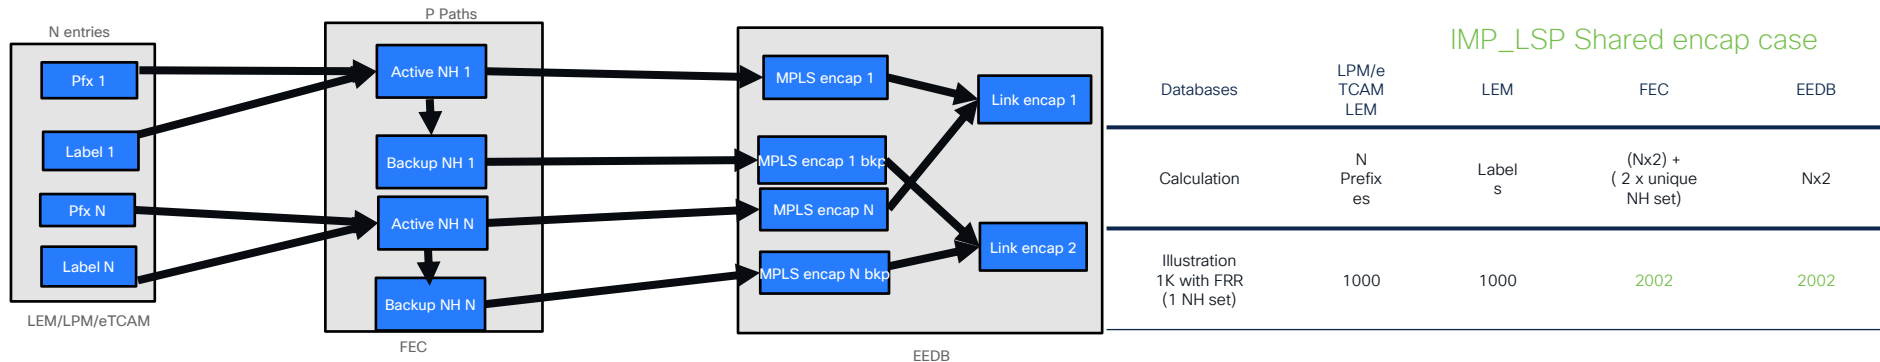 N entries
Pfx 1
Label 1
Pfx N
Label N
LEM/LPM/eTCAM
P Paths
Active NH 1
Backup NH 1
Active NH N
Backup NH N
FEC
MPLS encap 1
MPLS encap 1 bkp
MPLS encap N
MPLS encap N bkp
Link encap 1
Link encap 2
EEDB
IMP_LSP Shared encap case
Databases
LPM/e
TCAM
LEM
LEM
FEC
EEDB
Calculation
N
Prefix
es
Label
s
(Nx2) +
( 2 x unique
NH set)
Nx2
Illustration
1K with FRR
(1 NH set)
1000
1000
2002
2002